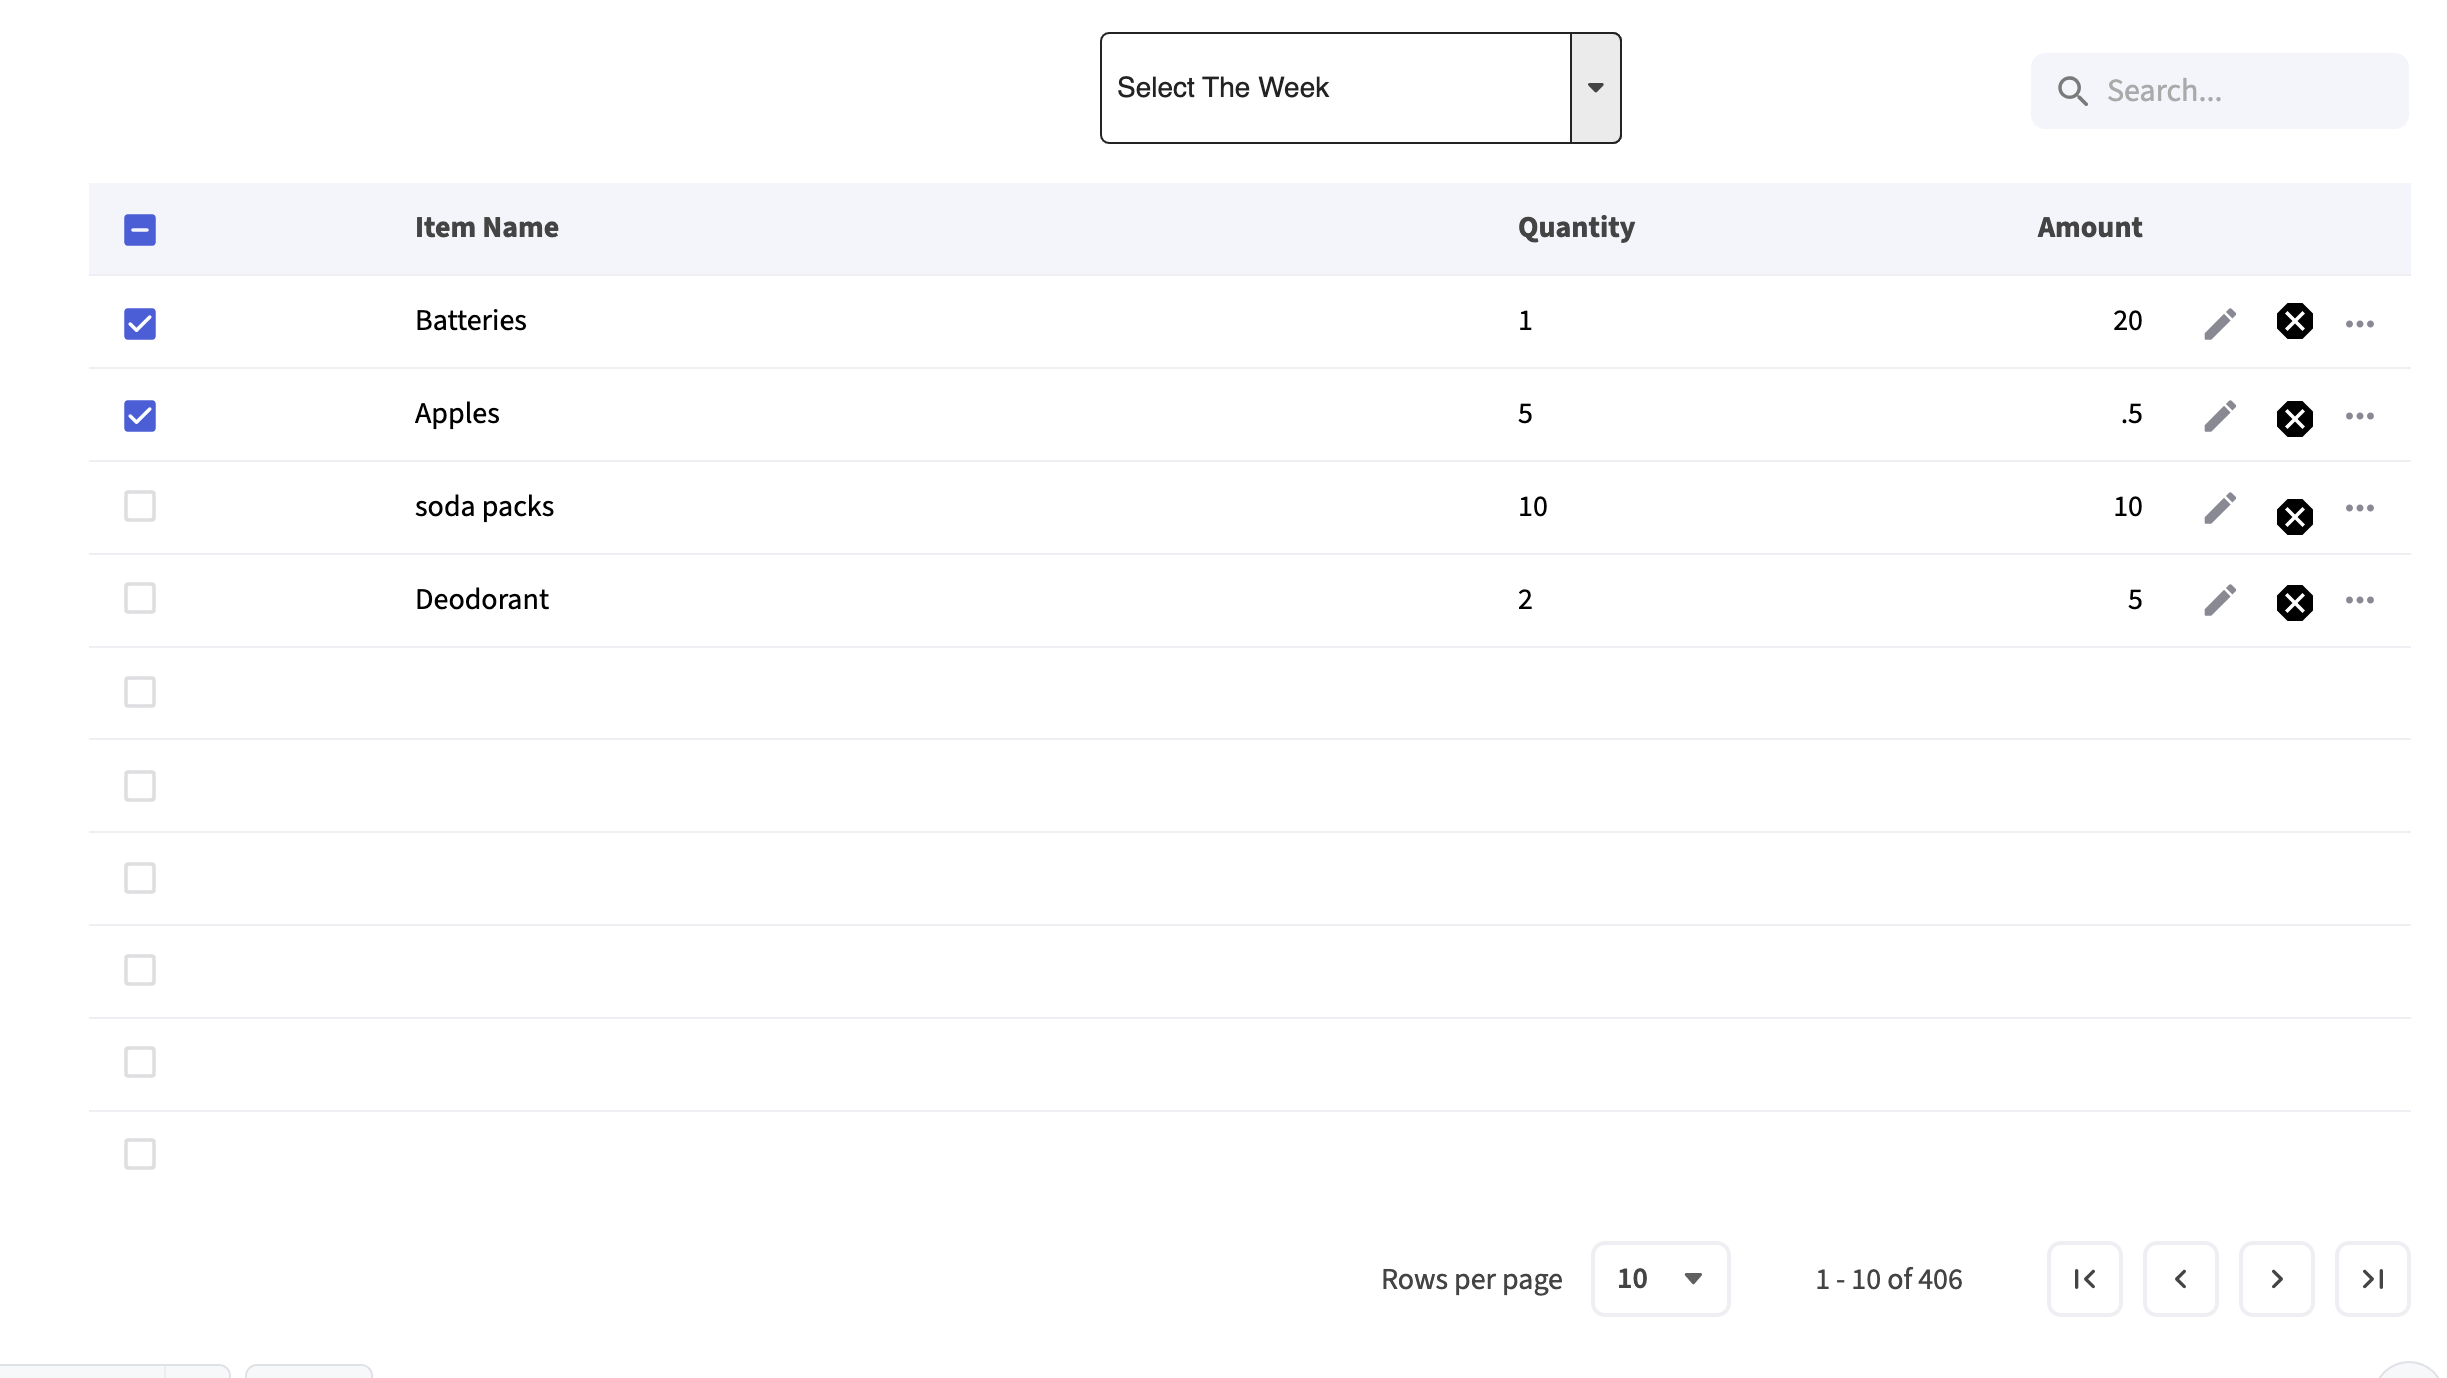 Select The Week
Search...
Item Name Quantity Amount
Batteries 1 20
Apples 5 .5
soda packs 10 10
Deodorant 2 5
Rows per page 10 1 - 10 of 406